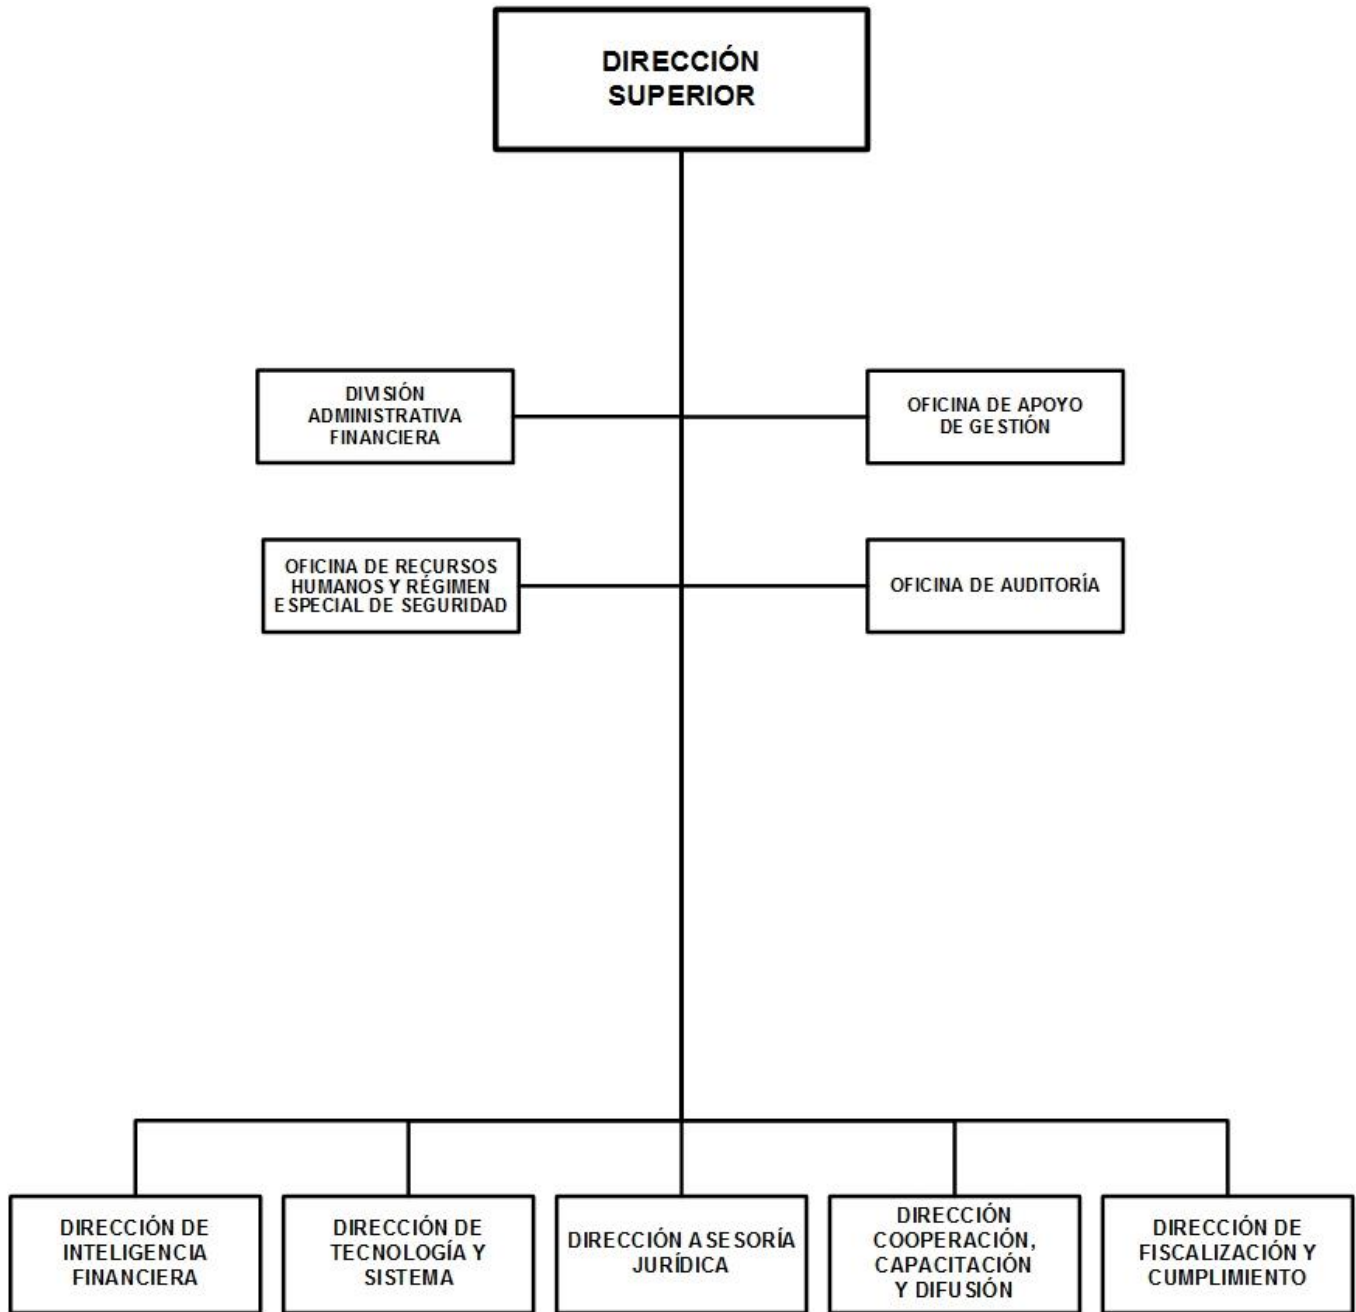 DIRECCIÓN
SUPERIOR
DIVISIÓN
ADMINISTRATIVA
FINANCIERA
OFICINA DE APOYO
DE GESTIÓN
OFICINA DE RECURSOS
HUMANOS Y RÉGIMEN
ESPECIAL DE SEGURIDAD
OFICINA DE AUDITORÍA
DIRECCIÓN DE
INTELIGENCIA
FINANCIERA
DIRECCIÓN DE
TECNOLOGÍA Y
SISTEMA
DIRECCIÓN ASESORÍA
JURÍDICA
DIRECCIÓN
COOPERACIÓN,
CAPACITACIÓN
Y DIFUSIÓN
DIRECCIÓN DE
FISCALIZACIÓN Y
CUMPLIMIENTO